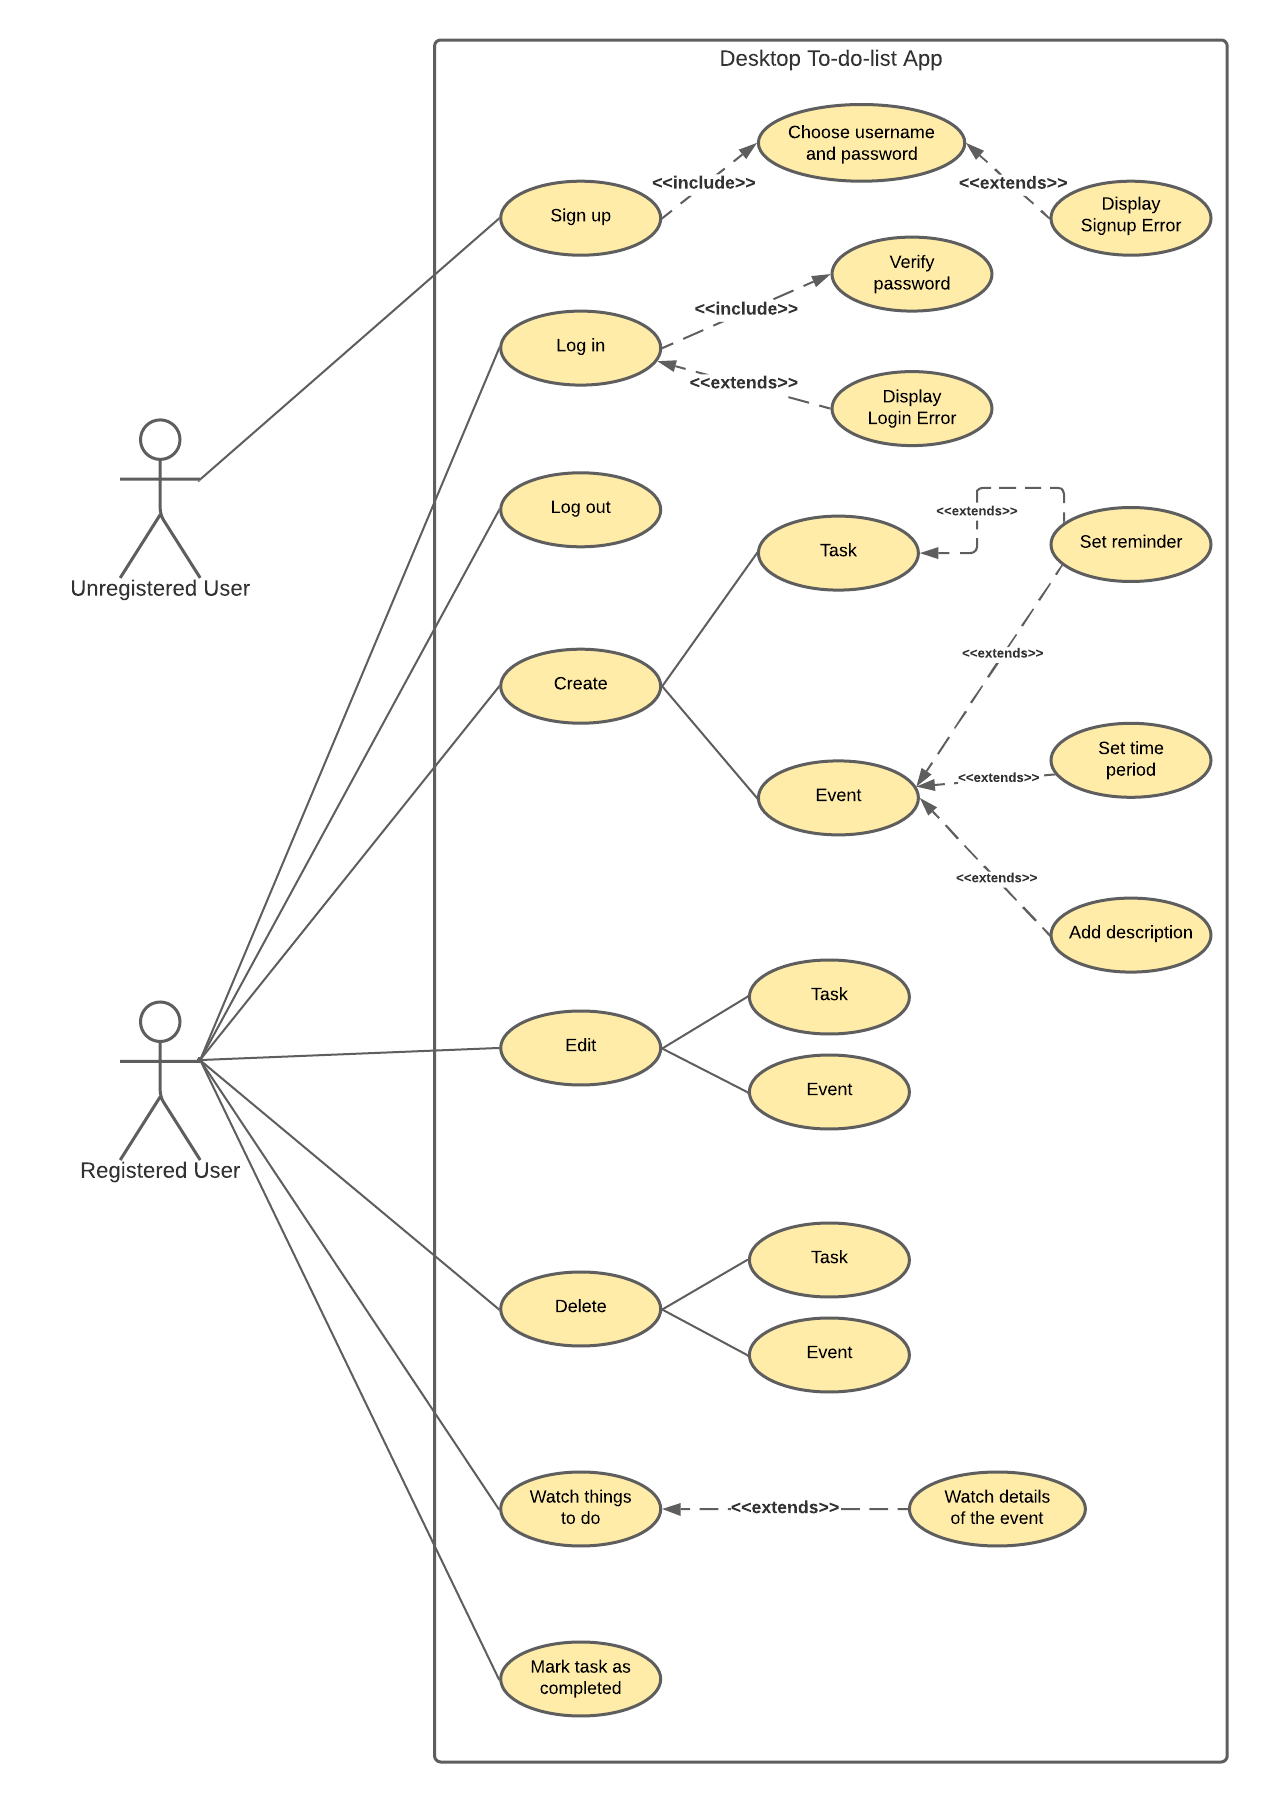 Desktop To-do-list App
Choose username
and password
<<include>>
<<extends>>
Sign up
Display
Signup Error
Verify
password
<<include>>
Log in
<<extends>>
Display
Login Error
Log out
<<extends>>
Task
Set reminder
Unregistered User
<<extends>>
Create
Set time
period
<<extends>>
Event
<<extends>>
Add description
Task
Edit
Event
Registered User
Task
Delete
Event
Watch things
to do
<<extends>>
Watch details
of the event
Mark task as
completed